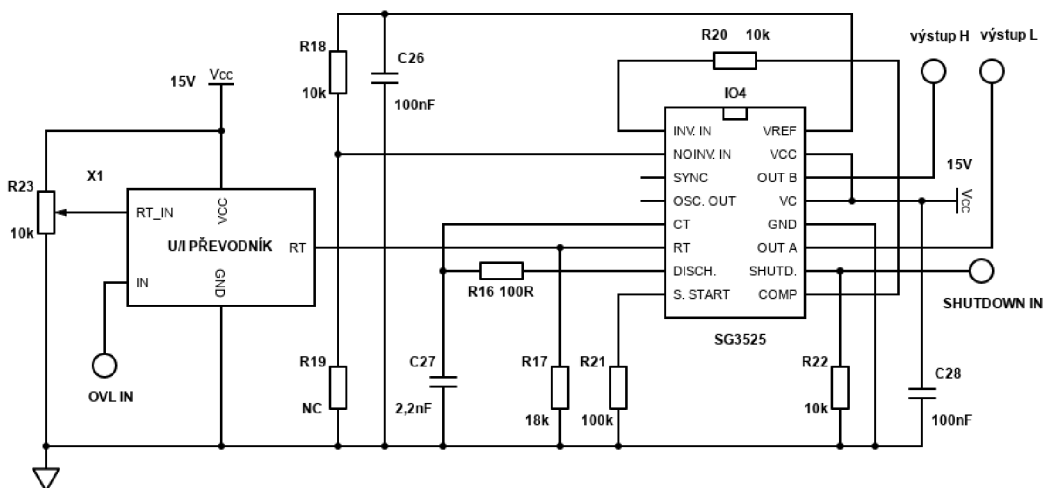 R18
10k
C26
100nF
R20 10k
výstup H
výstup L
IO4
15V
Vcc
R23
10k
X1
RT_IN
VCC
U/I PŘEVODNÍK
RT
IN
GND
OVL IN
INV. IN
NOINV. IN
SYNC
OSC. OUT
CT
RT
DISCH.
S. START
VREF
VCC
OUT B
VC
GND
OUT A
SHUTD.
COMP
SG3525
15V
Vcc
SHUTDOWN IN
R16 100R
R19
NC
C27
2,2nF
R17
18k
R21
100k
R22
10k
C28
100nF